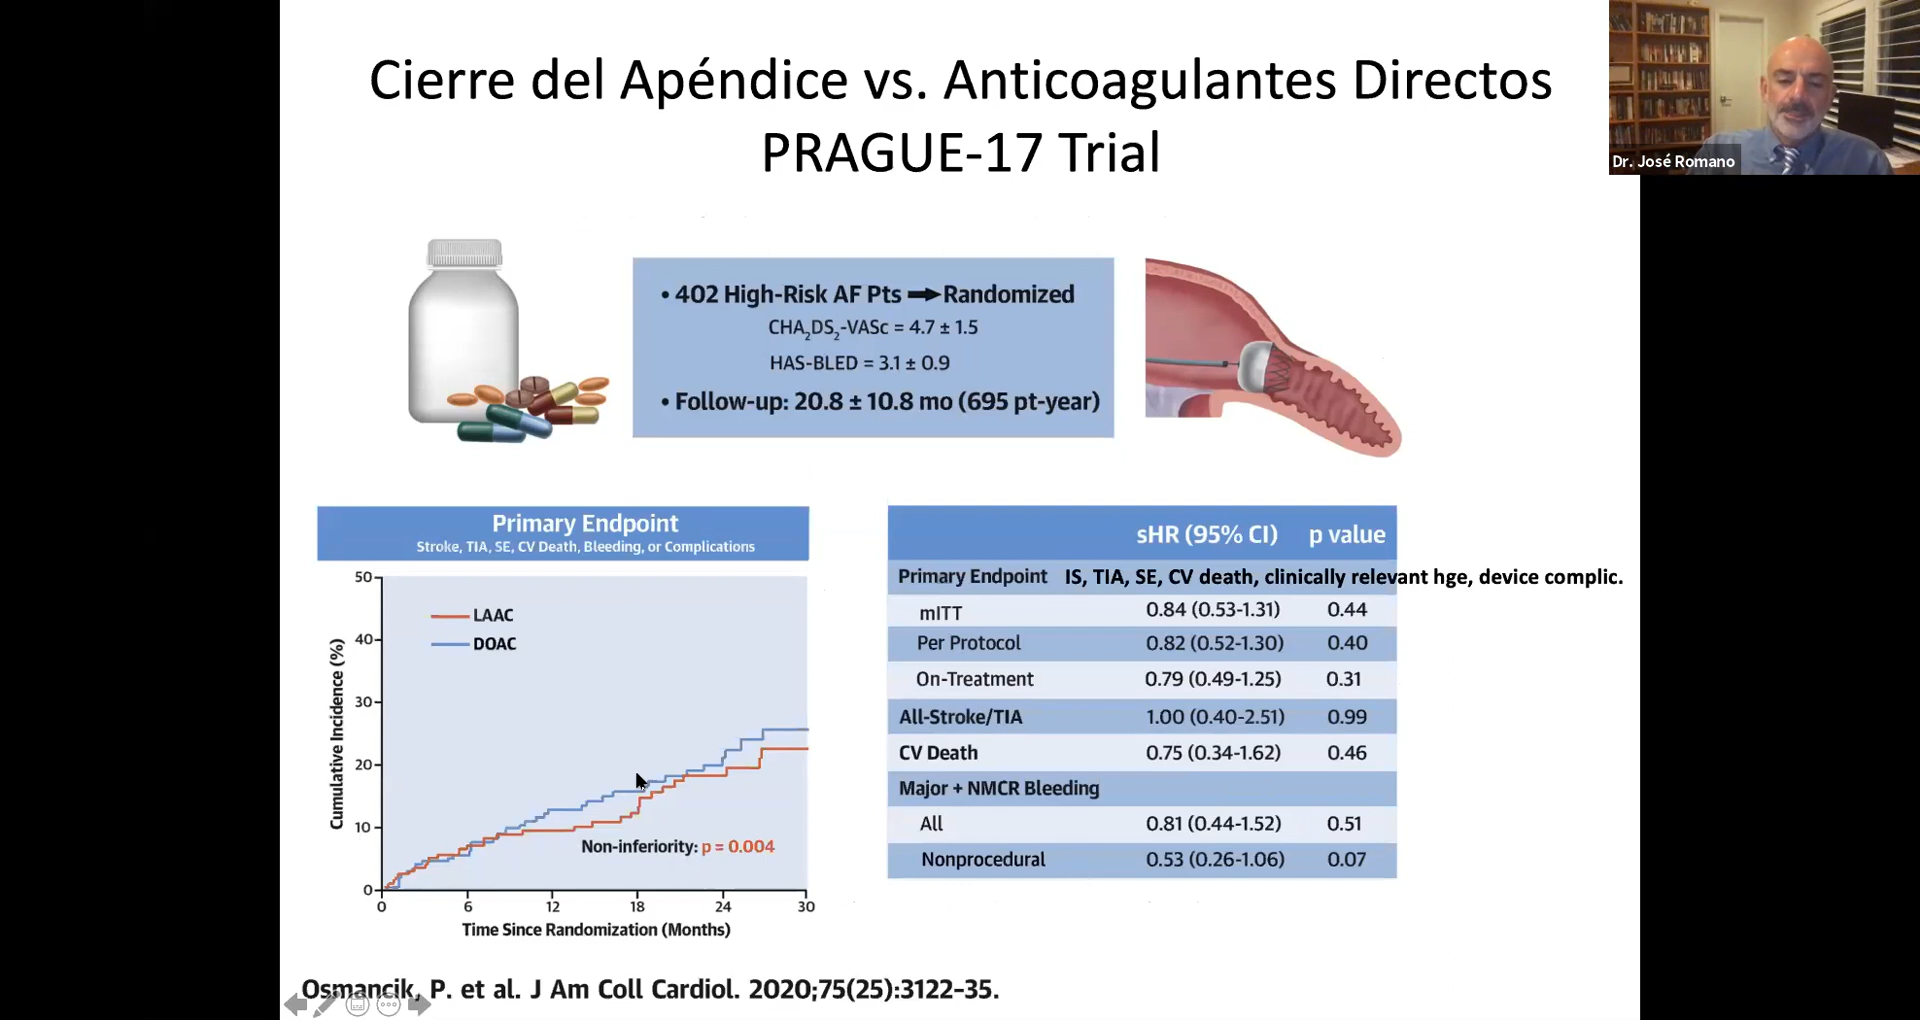 Cierre del Apéndice vs. Anticoagulantes Directos
PRAGUE-17 Trial
Dr. José Romano
• 402 High-Risk AF Pts ➡Randomized
CHA₂DS₂-VASc = 4.7 ± 1.5
HAS-BLED = 3.1 ± 0.9
• Follow-up: 20.8 ± 10.8 mo (695 pt-year)
Primary Endpoint
Stroke, TIA, SE, CV Death, Bleeding, or Complications
Cumulative Incidence (%)
50
40
30
20
10
0
LAAC
DOAC
Non-inferiority: p = 0.004
0 6 12 18 24 30
Time Since Randomization (Months)
sHR (95% CI) p value
Primary Endpoint IS, TIA, SE, CV death, clinically relevant hge, device complic.
mITT 0.84 (0.53-1.31) 0.44
Per Protocol 0.82 (0.52-1.30) 0.40
On-Treatment 0.79 (0.49-1.25) 0.31
All-Stroke/TIA 1.00 (0.40-2.51) 0.99
CV Death 0.75 (0.34-1.62) 0.46
Major + NMCR Bleeding
All 0.81 (0.44-1.52) 0.51
Nonprocedural 0.53 (0.26-1.06) 0.07
Osmancik, P. et al. J Am Coll Cardiol. 2020;75(25):3122-35.